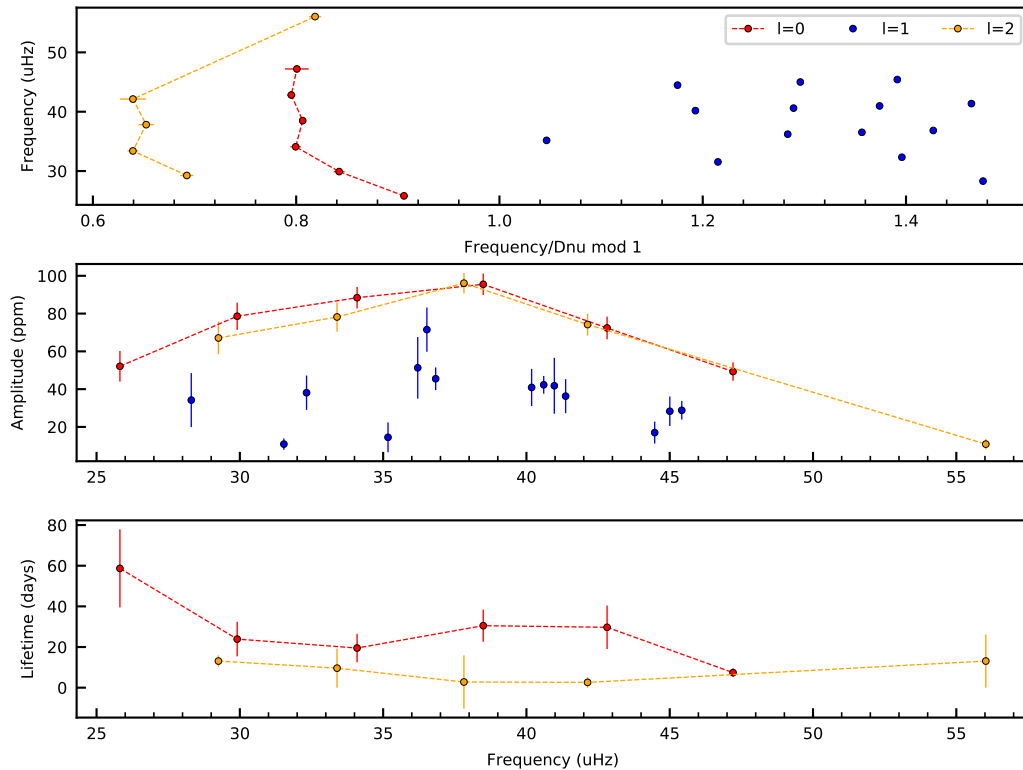 Frequency (uHz)
50
40
30
l=0 l=1 l=2
0.6 0.8 1.0 1.2 1.4
Frequency/Dnu mod 1
Amplitude (ppm)
100
80
60
40
20
25 30 35 40 45 50 55
Lifetime (days)
80
60
40
20
0
25 30 35 40 45 50 55
Frequency (uHz)